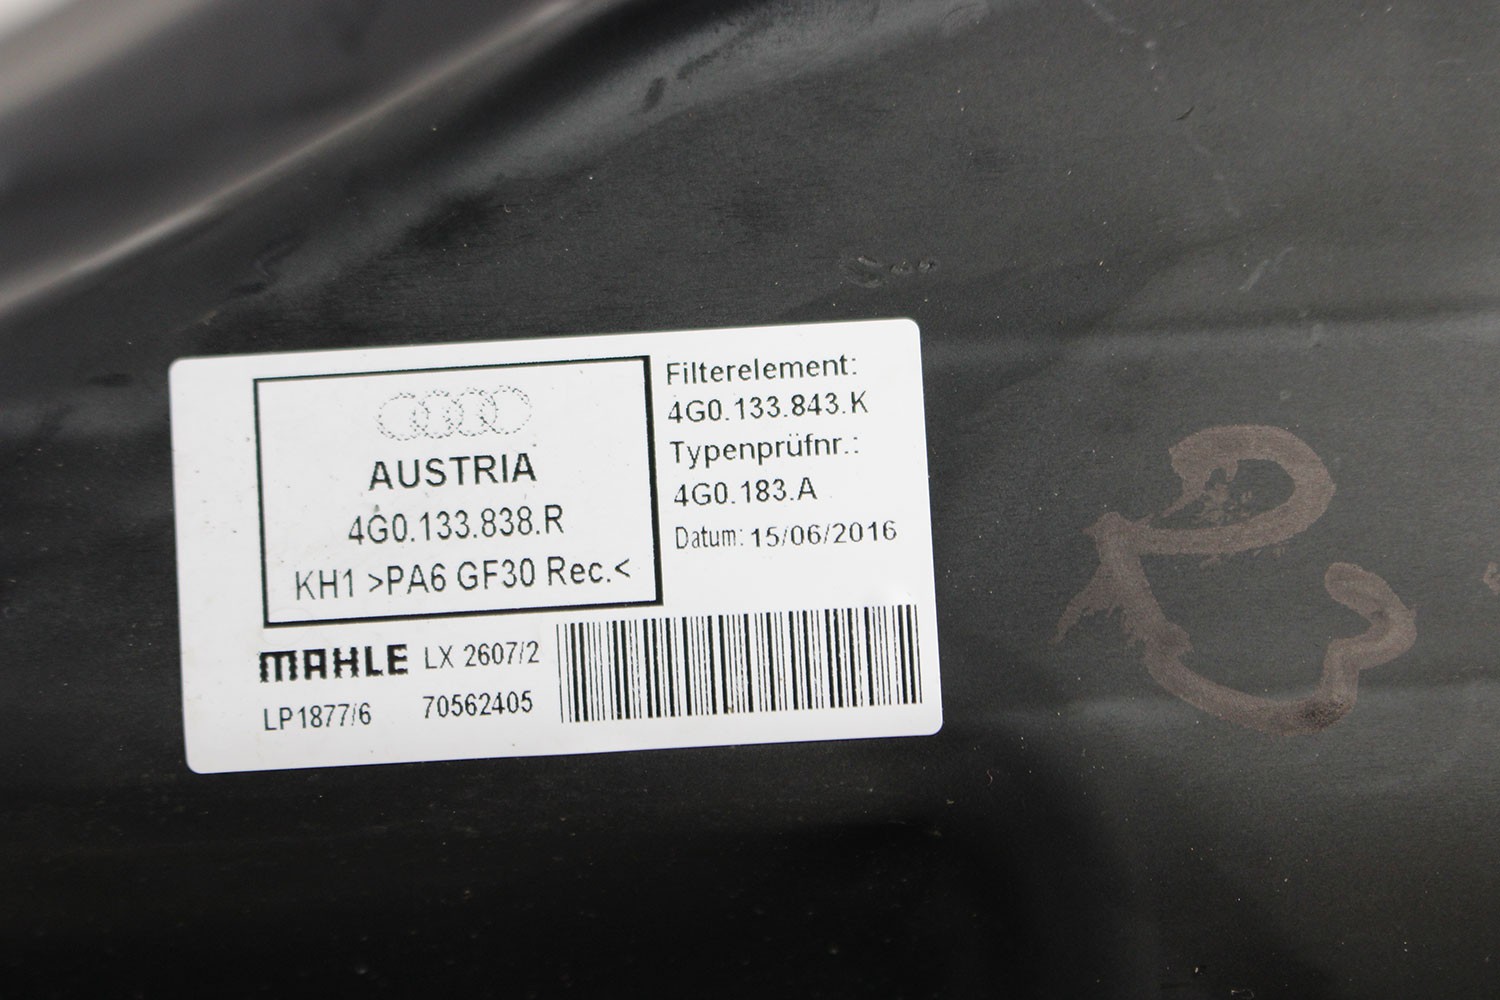 AUSTRIA
4G0.133.838.R
KH1 >PA6 GF30 Rec.<
Filterelement:
4G0.133.843.K
Typenprüfnr.:
4G0.183.A
Datum: 15/06/2016
MAHLE LX 2607/2
LP1877/6 70562405